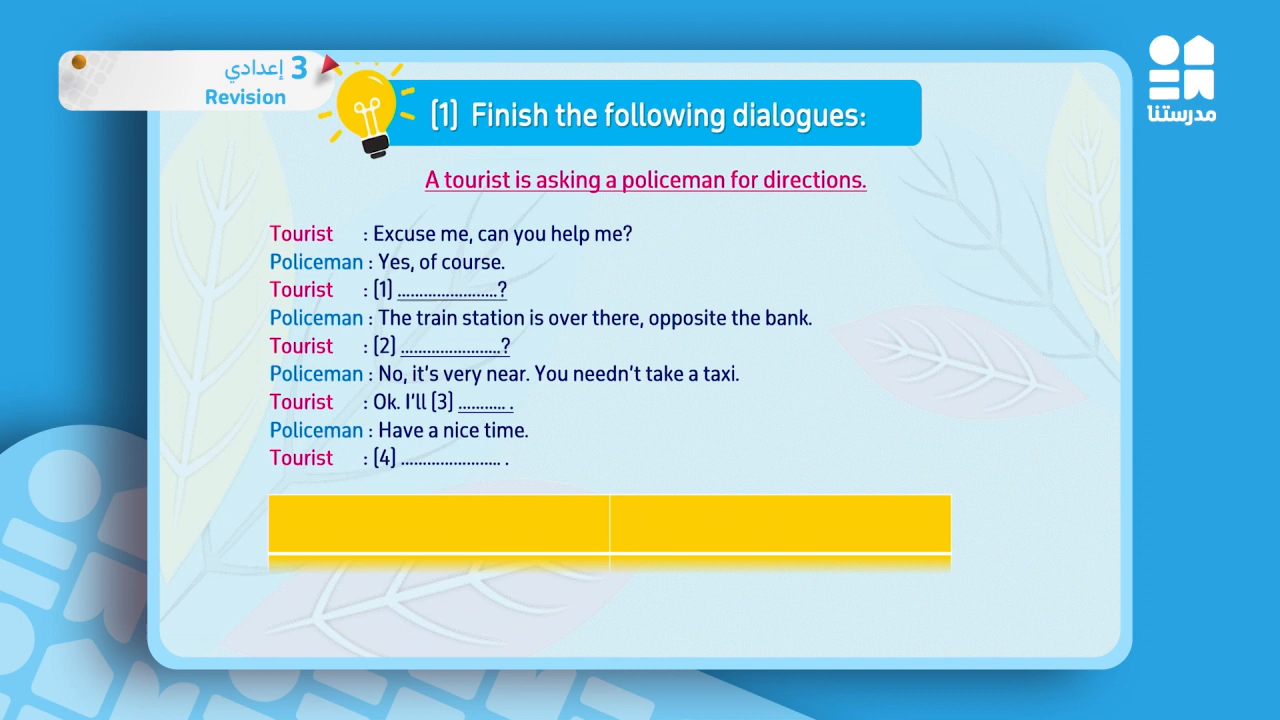 3 إعدادي
Revision
مدرستنا
(1) Finish the following dialogues:
A tourist is asking a policeman for directions.
Tourist : Excuse me, can you help me?
Policeman : Yes, of course.
Tourist : (1) ......................?
Policeman : The train station is over there, opposite the bank.
Tourist : (2) ......................?
Policeman : No, it's very near. You needn't take a taxi.
Tourist : Ok. I'll (3) ........... .
Policeman : Have a nice time.
Tourist : (4) ...................... .